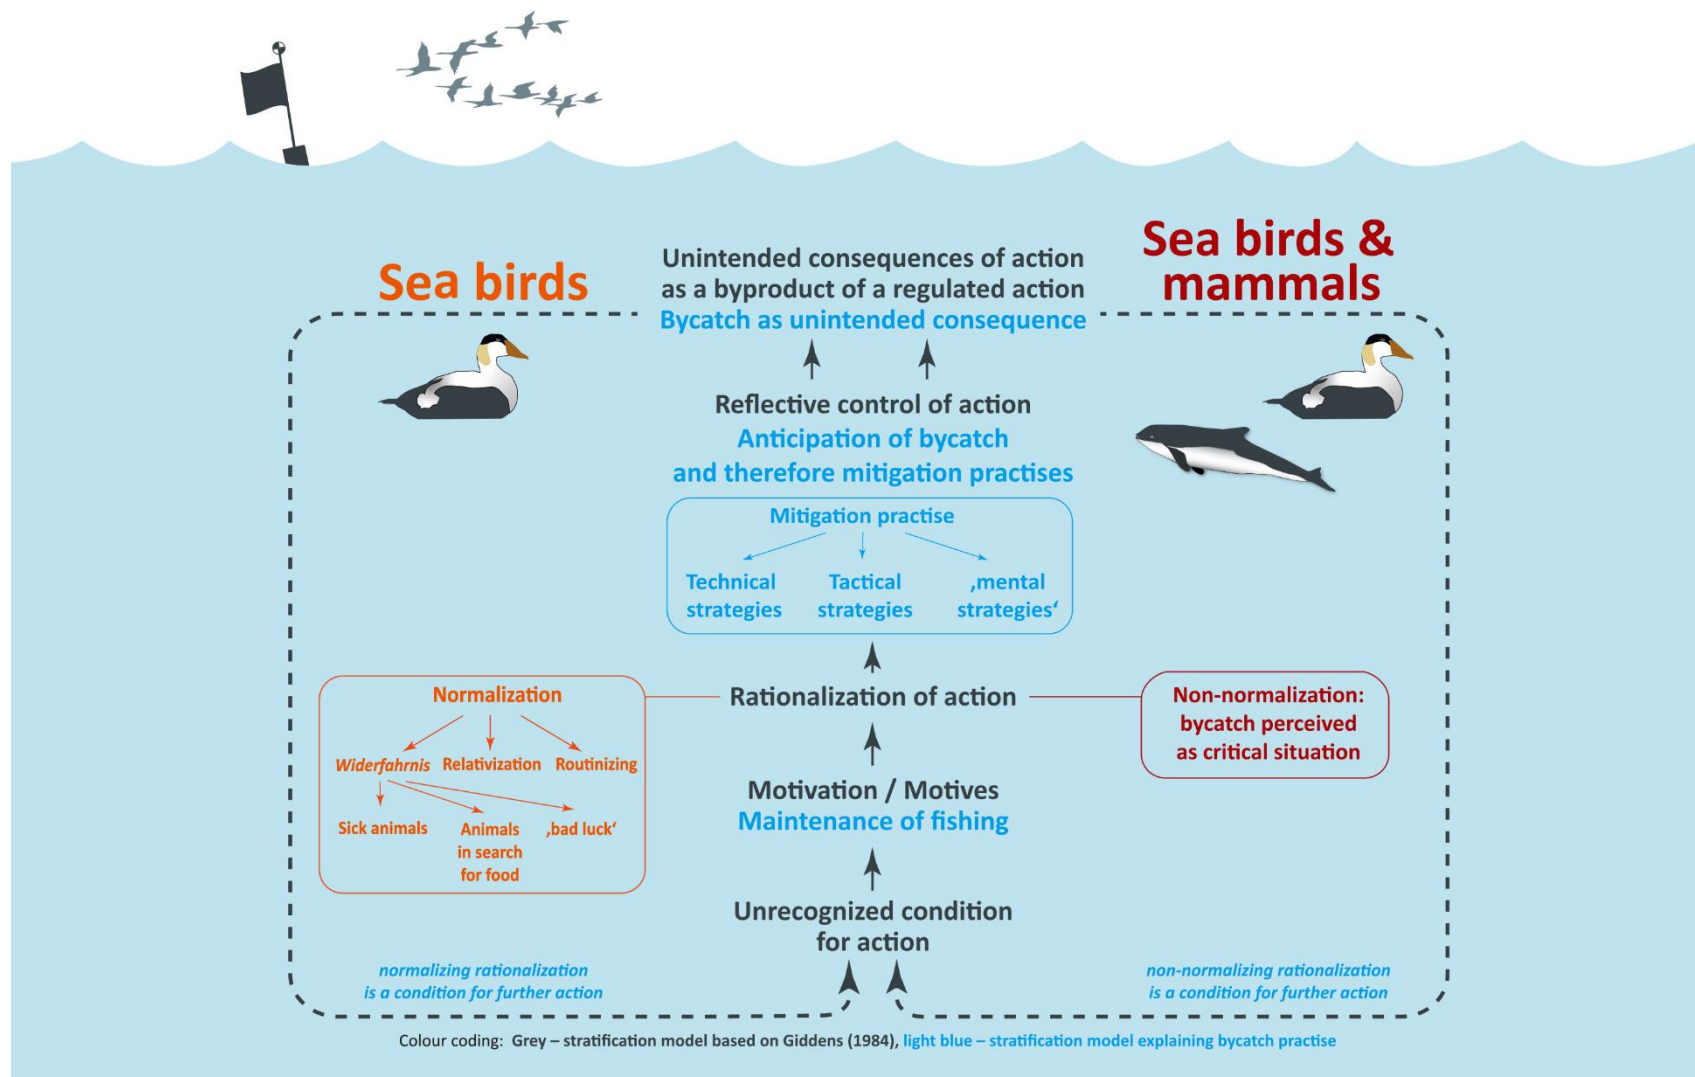 Sea birds
Unintended consequences of action
as a byproduct of a regulated action
Bycatch as unintended consequence
Sea birds &
mammals
Reflective control of action
Anticipation of bycatch
and therefore mitigation practises
Mitigation practise
Technical
strategies
Tactical
strategies
‚mental
strategies‘
Normalization
Widerfahrnis
Relativization
Routinizing
Sick animals
Animals
in search
for food
‚bad luck‘
Rationalization of action
Non-normalization:
bycatch perceived
as critical situation
Motivation / Motives
Maintenance of fishing
Unrecognized condition
for action
normalizing rationalization
is a condition for further action
non-normalizing rationalization
is a condition for further action
Colour coding: Grey – stratification model based on Giddens (1984), light blue – stratification model explaining bycatch practise